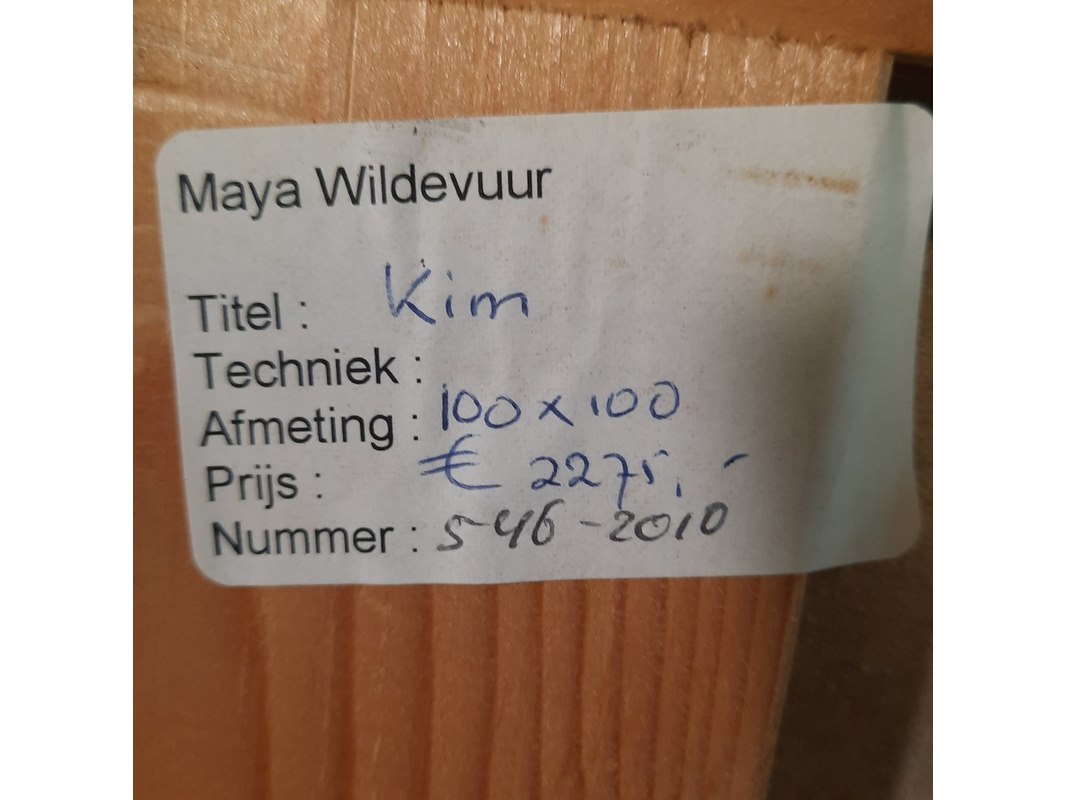 Maya Wildevuur
Titel : Kim
Techniek :
Afmeting : 100 x 100
Prijs : € 2275,-
Nummer : 546-2010